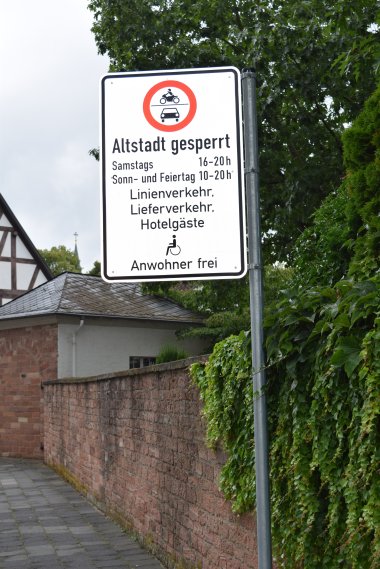 Altstadt gesperrt
Samstags 16-20h
Sonn- und Feiertag 10-20h
Linienverkehr.
Lieferverkehr.
Hotelgäste
Anwohner frei